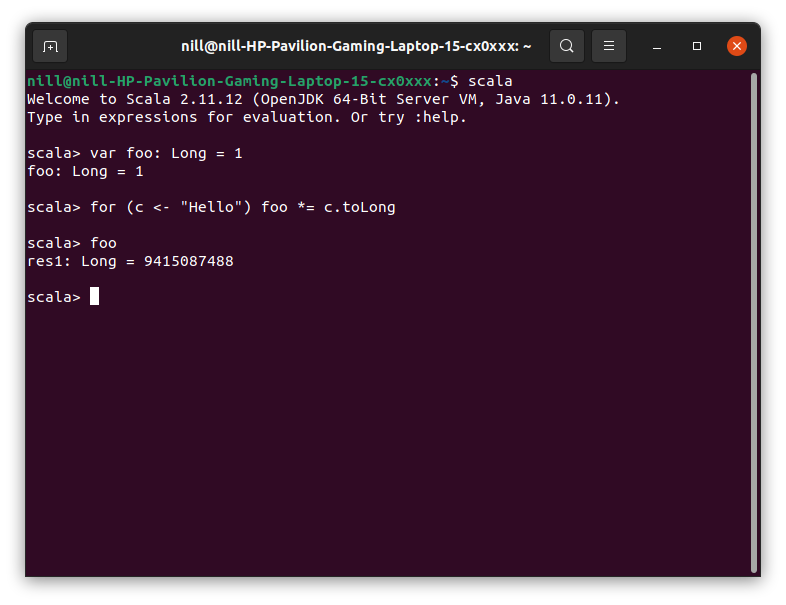 nill@nill-HP-Pavilion-Gaming-Laptop-15-cx0xxx: ~
nill@nill-HP-Pavilion-Gaming-Laptop-15-cx0xxx:~$ scala
Welcome to Scala 2.11.12 (OpenJDK 64-Bit Server VM, Java 11.0.11).
Type in expressions for evaluation. Or try :help.
scala> var foo: Long = 1
foo: Long = 1
scala> for (c <- "Hello") foo *= c.toLong
scala> foo
res1: Long = 9415087488
scala>